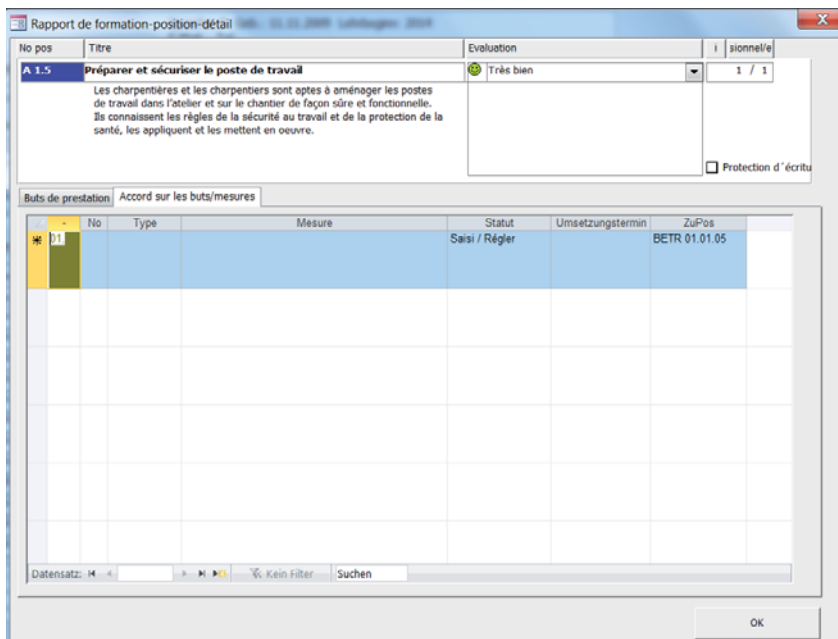 Rapport de formation-position-détail
No pos Titre Evaluation i sionnel/e
A 1.5 Préparer et sécuriser le poste de travail Très bien 1 / 1
Les charpentières et les charpentiers sont aptes à aménager les postes
de travail dans l'atelier et sur le chantier de façon sûre et fonctionnelle.
Ils connaissent les règles de la sécurité au travail et de la protection de la
santé, les appliquent et les mettent en oeuvre.
Protection d´écritu
Buts de prestation Accord sur les buts/mesures
- No Type Mesure Statut Umsetzungstermin ZuPos
01. Saisi / Régler BETR 01.01.05
Datensatz: Kein Filter Suchen
OK